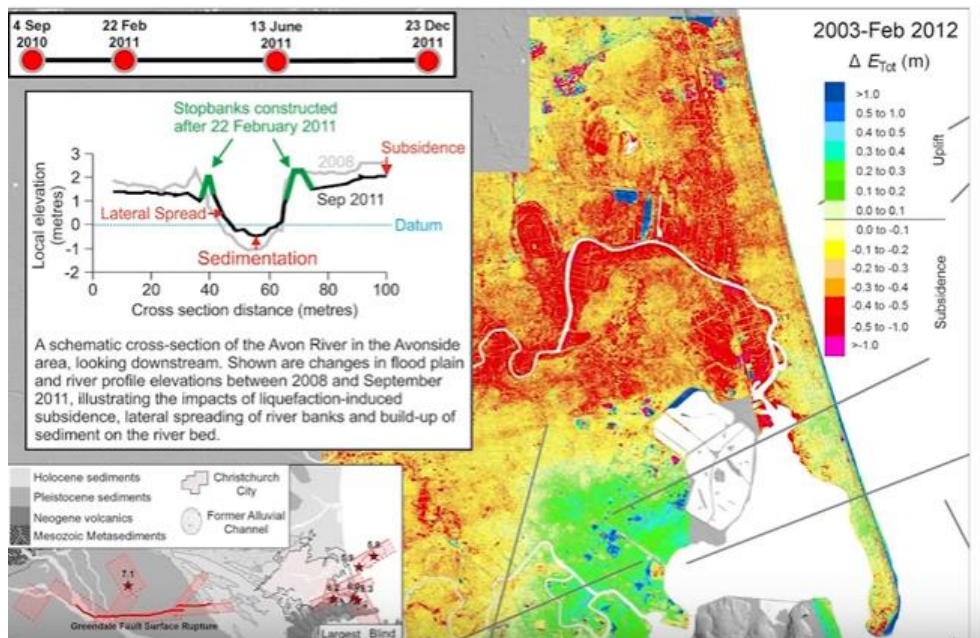 4 Sep 2010
22 Feb 2011
13 June 2011
23 Dec 2011
2003-Feb 2012
Δ E_Tot (m)
>1.0
0.5 to 1.0
0.4 to 0.5
0.3 to 0.4
0.2 to 0.3
0.1 to 0.2
0.0 to 0.1
Uplift
0.0 to -0.1
-0.1 to -0.2
-0.2 to -0.3
-0.3 to -0.4
-0.4 to -0.5
-0.5 to -1.0
>-1.0
Subsidence
Stopbanks constructed
after 22 February 2011
3
2
1
0
-1
-2
Local elevation
(metres)
2008
Subsidence
Sep 2011
Lateral Spread
Datum
Sedimentation
0 20 40 60 80 100
Cross section distance (metres)
A schematic cross-section of the Avon River in the Avonside
area, looking downstream. Shown are changes in flood plain
and river profile elevations between 2008 and September
2011, illustrating the impacts of liquefaction-induced
subsidence, lateral spreading of river banks and build-up of
sediment on the river bed.
Holocene sediments
Pleistocene sediments
Neogene volcanics
Mesozoic Metasediments
Christchurch
City
Former Alluvial
Channel
7.1
5.8
Greendale Fault Surface Rupture
Largest Blind